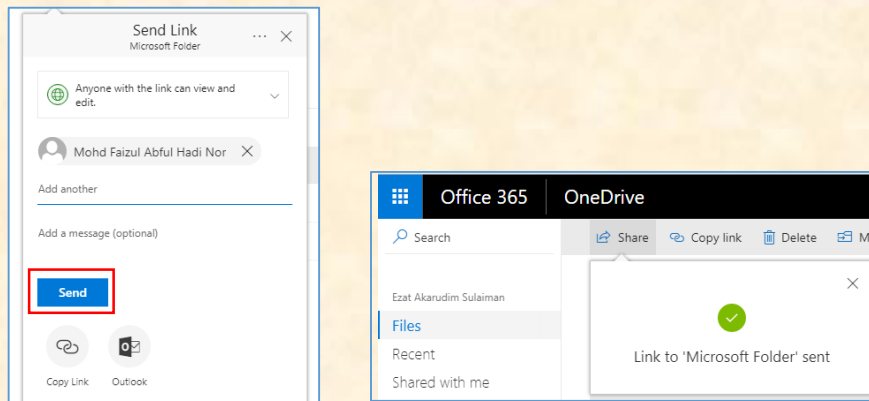 Send Link
Microsoft Folder
Anyone with the link can view and
edit.
Mohd Faizul Abful Hadi Nor
Add another
Add a message (optional)
Send
Copy Link Outlook
Office 365 OneDrive
Search
Share Copy link Delete M
Ezat Akarudim Sulaiman
Files
Recent
Shared with me
Link to 'Microsoft Folder' sent